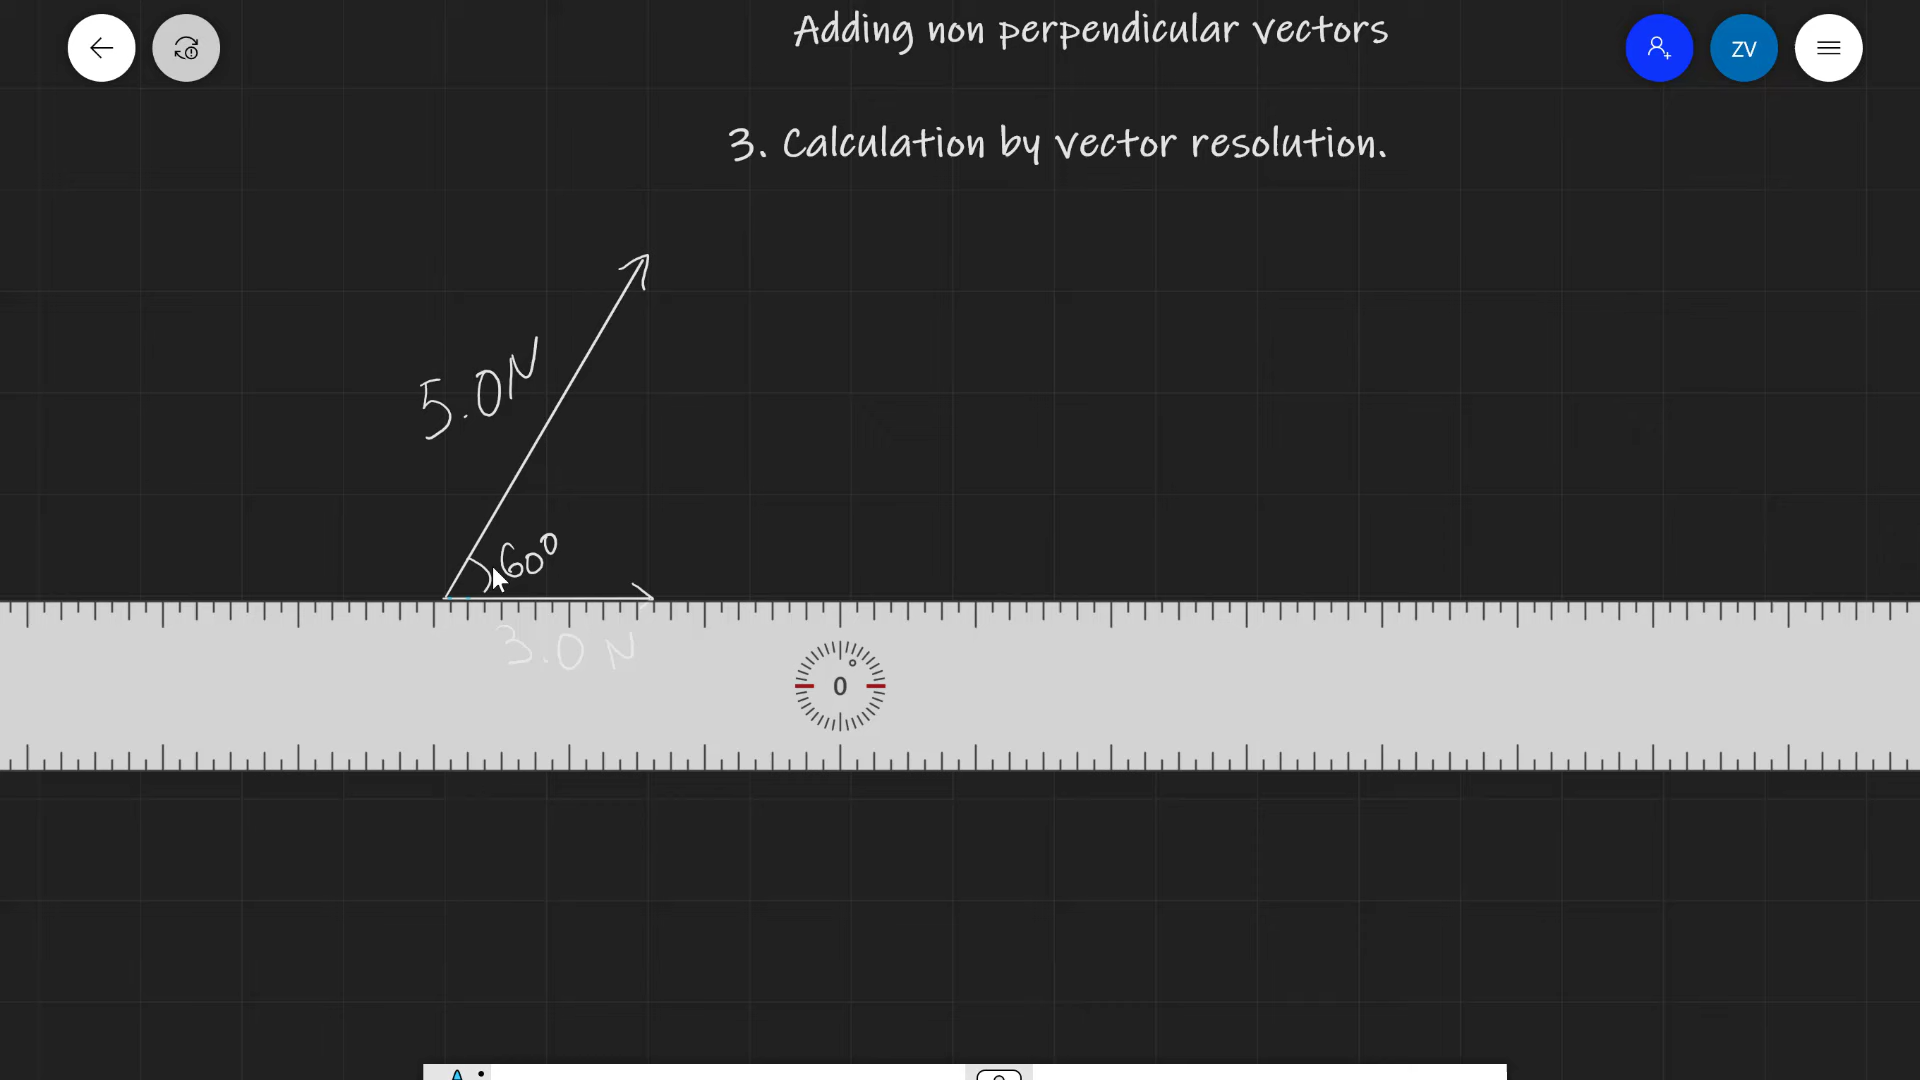 Adding non perpendicular vectors
ZV
3. Calculation by vector resolution.
5.0N
60°
3.0 N
0°